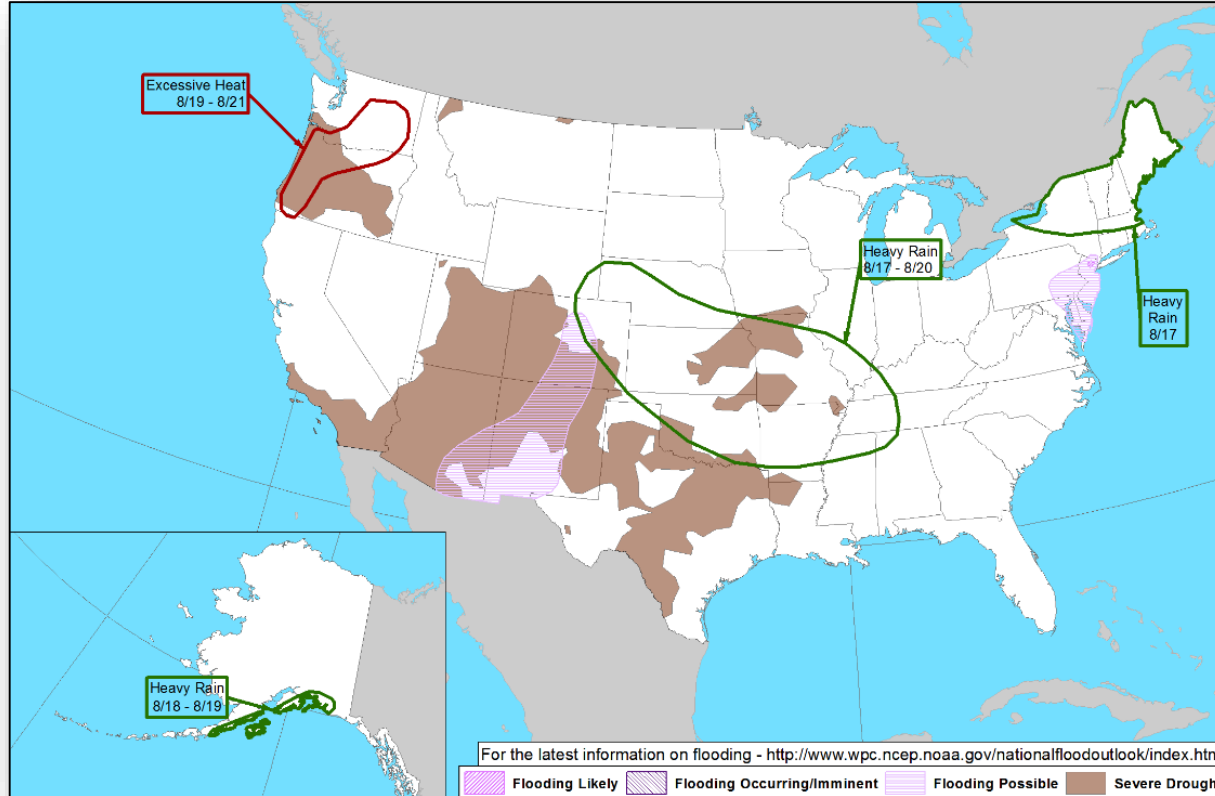 Excessive Heat
8/19 - 8/21
Heavy Rain
8/17 - 8/20
Heavy
Rain
8/17
Heavy Rain
8/18 - 8/19
For the latest information on flooding - http://www.wpc.ncep.noaa.gov/nationalfloodoutlook/index.htm
Flooding Likely
Flooding Occurring/Imminent
Flooding Possible
Severe Drough